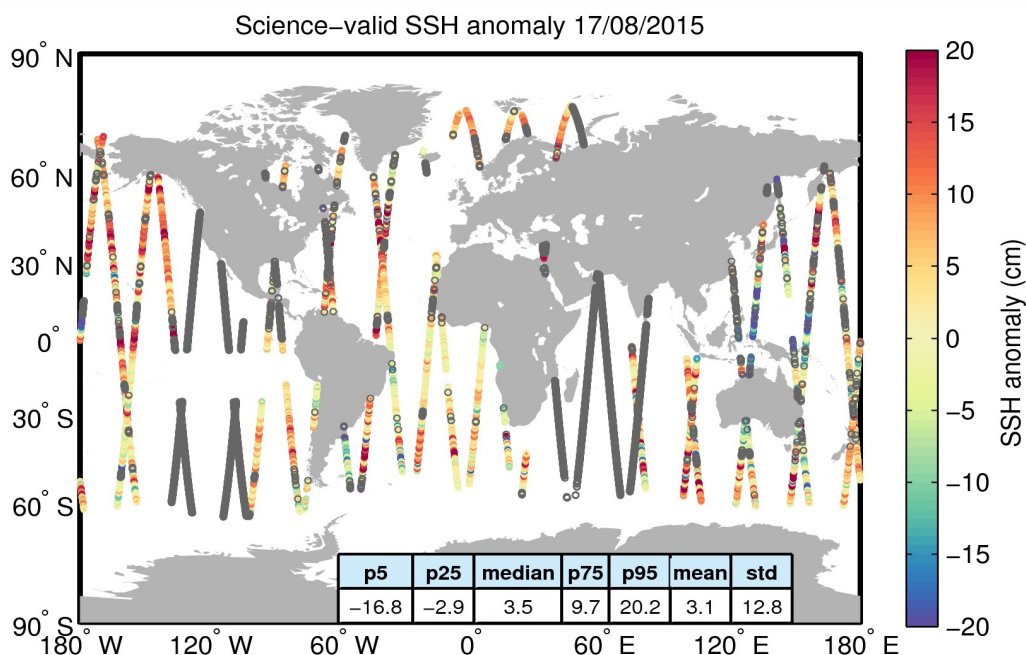 Science−valid SSH anomaly 17/08/2015
90° N
60° N
30° N
0°
30° S
60° S
90° S
180° W 120° W 60° W 0° 60° E 120° E 180° E
p5 p25 median p75 p95 mean std
−16.8 −2.9 3.5 9.7 20.2 3.1 12.8
20
15
10
5
0
−5
−10
−15
−20
SSH anomaly (cm)